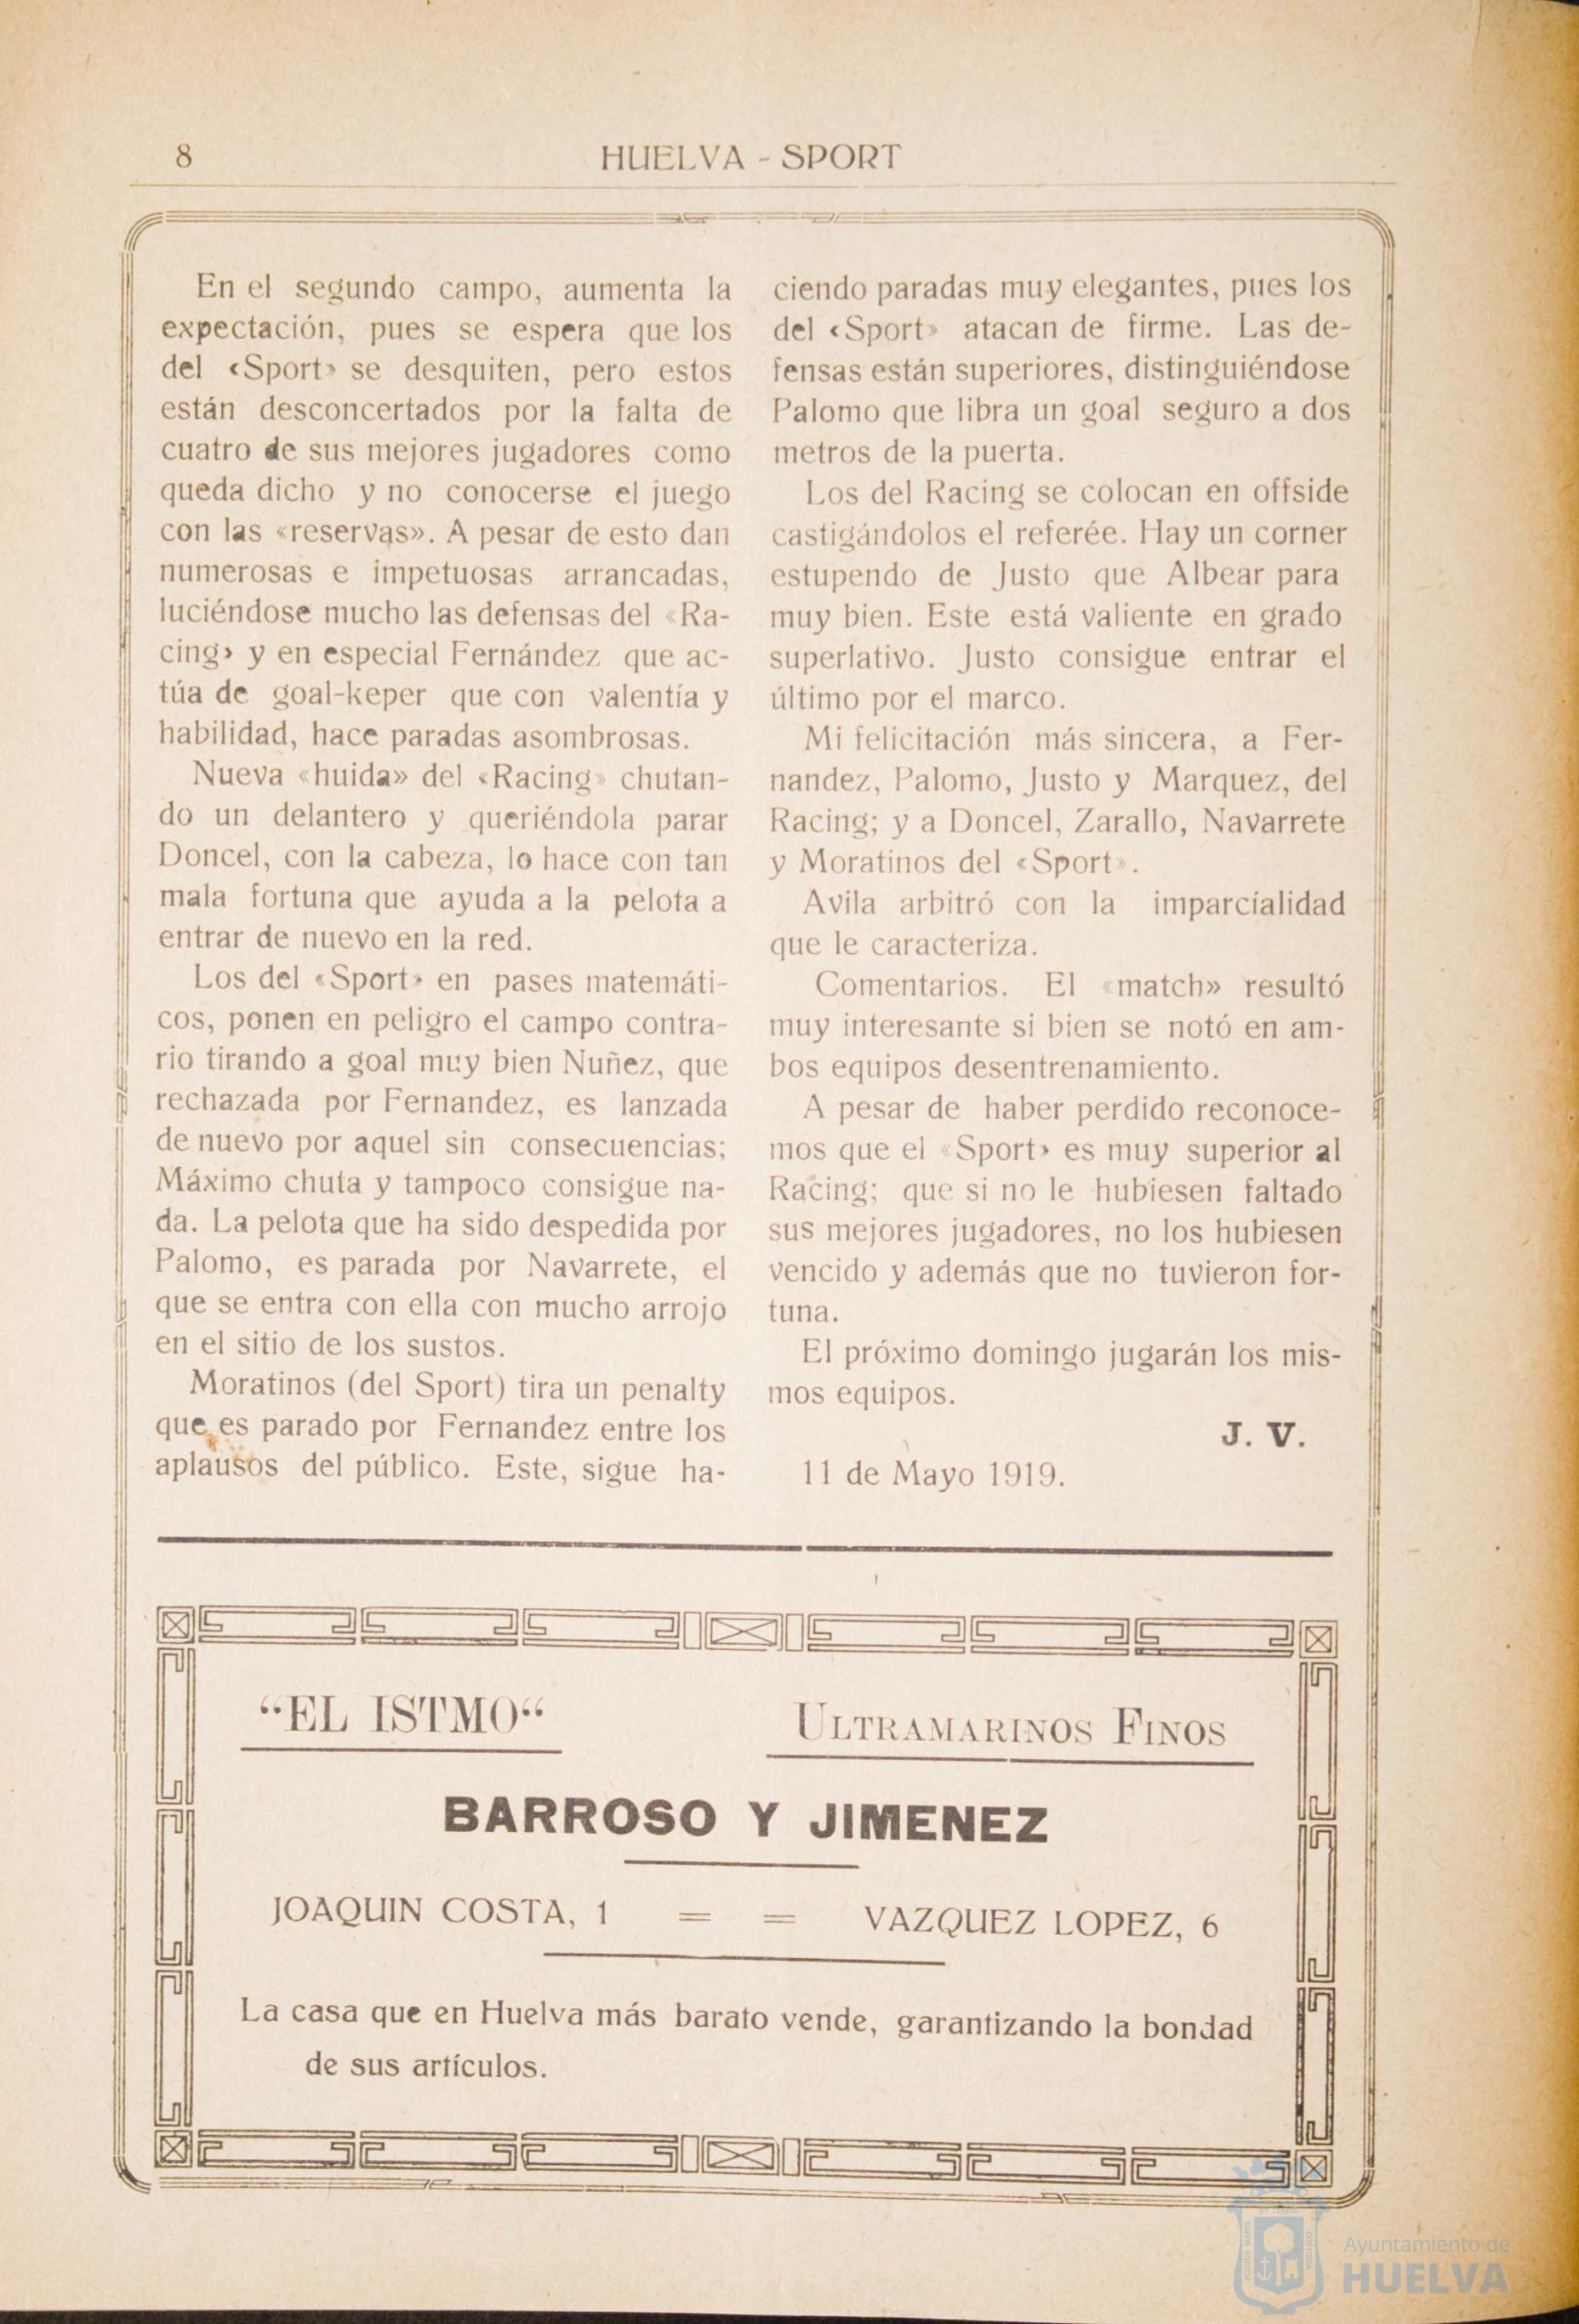 8
HUELVA - SPORT
En el segundo campo, aumenta la
expectación, pues se espera que los
del «Sport» se desquiten, pero estos
están desconcertados por la falta de
cuatro de sus mejores jugadores como
queda dicho y no conocerse el juego
con las «reservas». A pesar de esto dan
numerosas e impetuosas arrancadas,
luciéndose mucho las defensas del «Ra-
cing» y en especial Fernández que ac-
túa de goal-keper que con valentía y
habilidad, hace paradas asombrosas.
Nueva «huida» del «Racing» chutan-
do un delantero y queriéndola parar
Doncel, con la cabeza, lo hace con tan
mala fortuna que ayuda a la pelota a
entrar de nuevo en la red.
Los del «Sport» en pases matemáti-
cos, ponen en peligro el campo contra-
rio tirando a goal muy bien Nuñez, que
rechazada por Fernandez, es lanzada
de nuevo por aquel sin consecuencias;
Máximo chuta y tampoco consigue na-
da. La pelota que ha sido despedida por
Palomo, es parada por Navarrete, el
que se entra con ella con mucho arrojo
en el sitio de los sustos.
Moratinos (del Sport) tira un penalty
que es parado por Fernandez entre los
aplausos del público. Este, sigue ha-
ciendo paradas muy elegantes, pues los
del «Sport» atacan de firme. Las de-
fensas están superiores, distinguiéndose
Palomo que libra un goal seguro a dos
metros de la puerta.
Los del Racing se colocan en offside
castigándolos el referée. Hay un corner
estupendo de Justo que Albear para
muy bien. Este está valiente en grado
superlativo. Justo consigue entrar el
último por el marco.
Mi felicitación más sincera, a Fer-
nandez, Palomo, Justo y Marquez, del
Racing; y a Doncel, Zarallo, Navarrete
y Moratinos del «Sport».
Avila arbitró con la imparcialidad
que le caracteriza.
Comentarios. El «match» resultó
muy interesante si bien se notó en am-
bos equipos desentrenamiento.
A pesar de haber perdido reconoce-
mos que el «Sport» es muy superior al
Racing; que si no le hubiesen faltado
sus mejores jugadores, no los hubiesen
vencido y además que no tuvieron for-
tuna.
El próximo domingo jugarán los mis-
mos equipos.
J. V.
11 de Mayo 1919.
“EL ISTMO“
ULTRAMARINOS FINOS
BARROSO Y JIMENEZ
JOAQUIN COSTA, 1 = = VAZQUEZ LOPEZ, 6
La casa que en Huelva más barato vende, garantizando la bondad
de sus artículos.
Ayuntamiento de
HUELVA